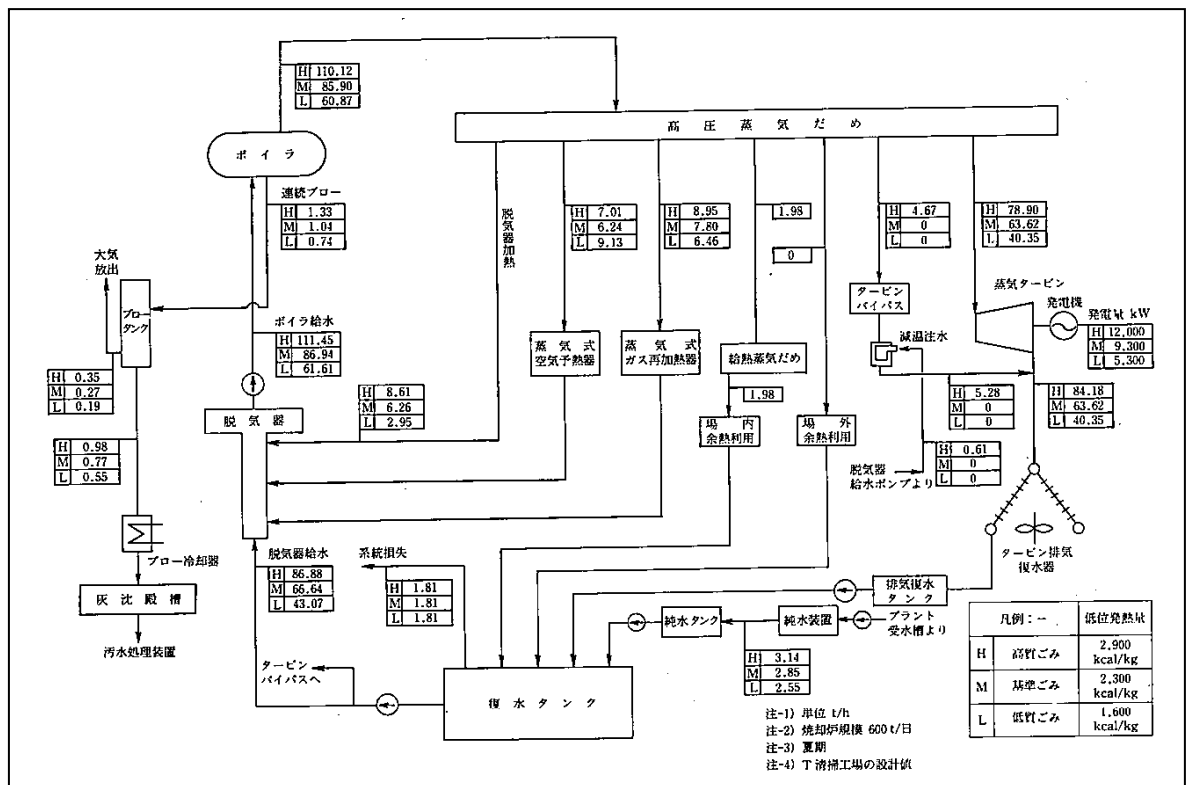 H 110.12
M 85.90
L 60.87
高圧蒸気だめ
ボイラ
連続ブロー
H 1.33
M 1.04
L 0.74
脱気器加熱
H 7.01
M 6.24
L 9.13
H 8.95
M 7.80
L 6.46
1.98
0
H 4.67
M 0
L 0
H 78.90
M 63.62
L 40.35
大気
放出
ブロー
タンク
ボイラ給水
H 111.45
M 86.94
L 61.61
蒸気式
空気予熱器
蒸気式
ガス再加熱器
給熱蒸気だめ
タービン
バイパス
減温注水
蒸気タービン
発電機
発電量 kW
H 12.000
M 9.300
L 5.300
H 0.35
M 0.27
L 0.19
脱気器
H 8.61
M 6.26
L 2.95
1.98
場内
余熱利用
場外
余熱利用
H 5.28
M 0
L 0
H 84.18
M 63.62
L 40.35
H 0.98
M 0.77
L 0.55
脱気器
給水ポンプより
H 0.61
M 0
L 0
ブロー冷却器
灰沈殿槽
汚水処理装置
脱気器給水
H 86.88
M 66.64
L 43.07
系統損失
H 1.81
M 1.81
L 1.81
タービン排気
復水器
排気復水
タンク
純水タンク
純水装置
プラント
受水槽より
H 3.14
M 2.85
L 2.55
タービン
バイパスへ
復水タンク
凡例:― 低位発熱量
H 高質ごみ 2,900 kcal/kg
M 基準ごみ 2,300 kcal/kg
L 低質ごみ 1,600 kcal/kg
注-1) 単位 t/h
注-2) 焼却炉規模 600t/日
注-3) 夏期
注-4) T清掃工場の設計値